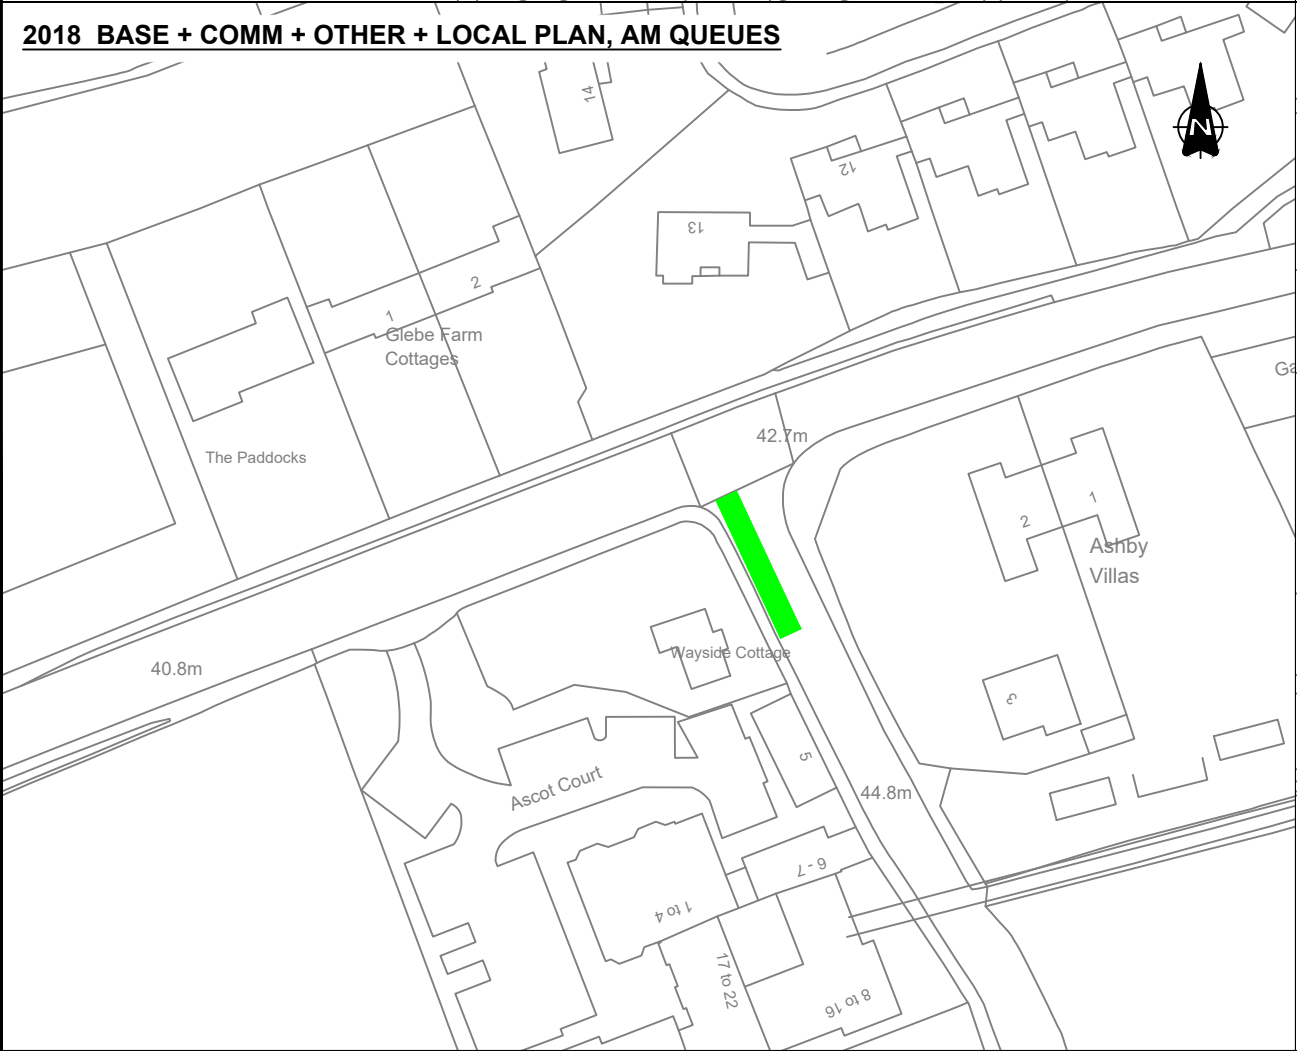 2018 BASE + COMM + OTHER + LOCAL PLAN, AM QUEUES
14
N
12
13
2
1
Glebe Farm
Cottages
42.7m
The Paddocks
1
2
Ashby
Villas
Wayside Cottage
40.8m
3
5
Ascot Court
44.8m
6 - 7
1 to 4
17 to 22
8 to 16